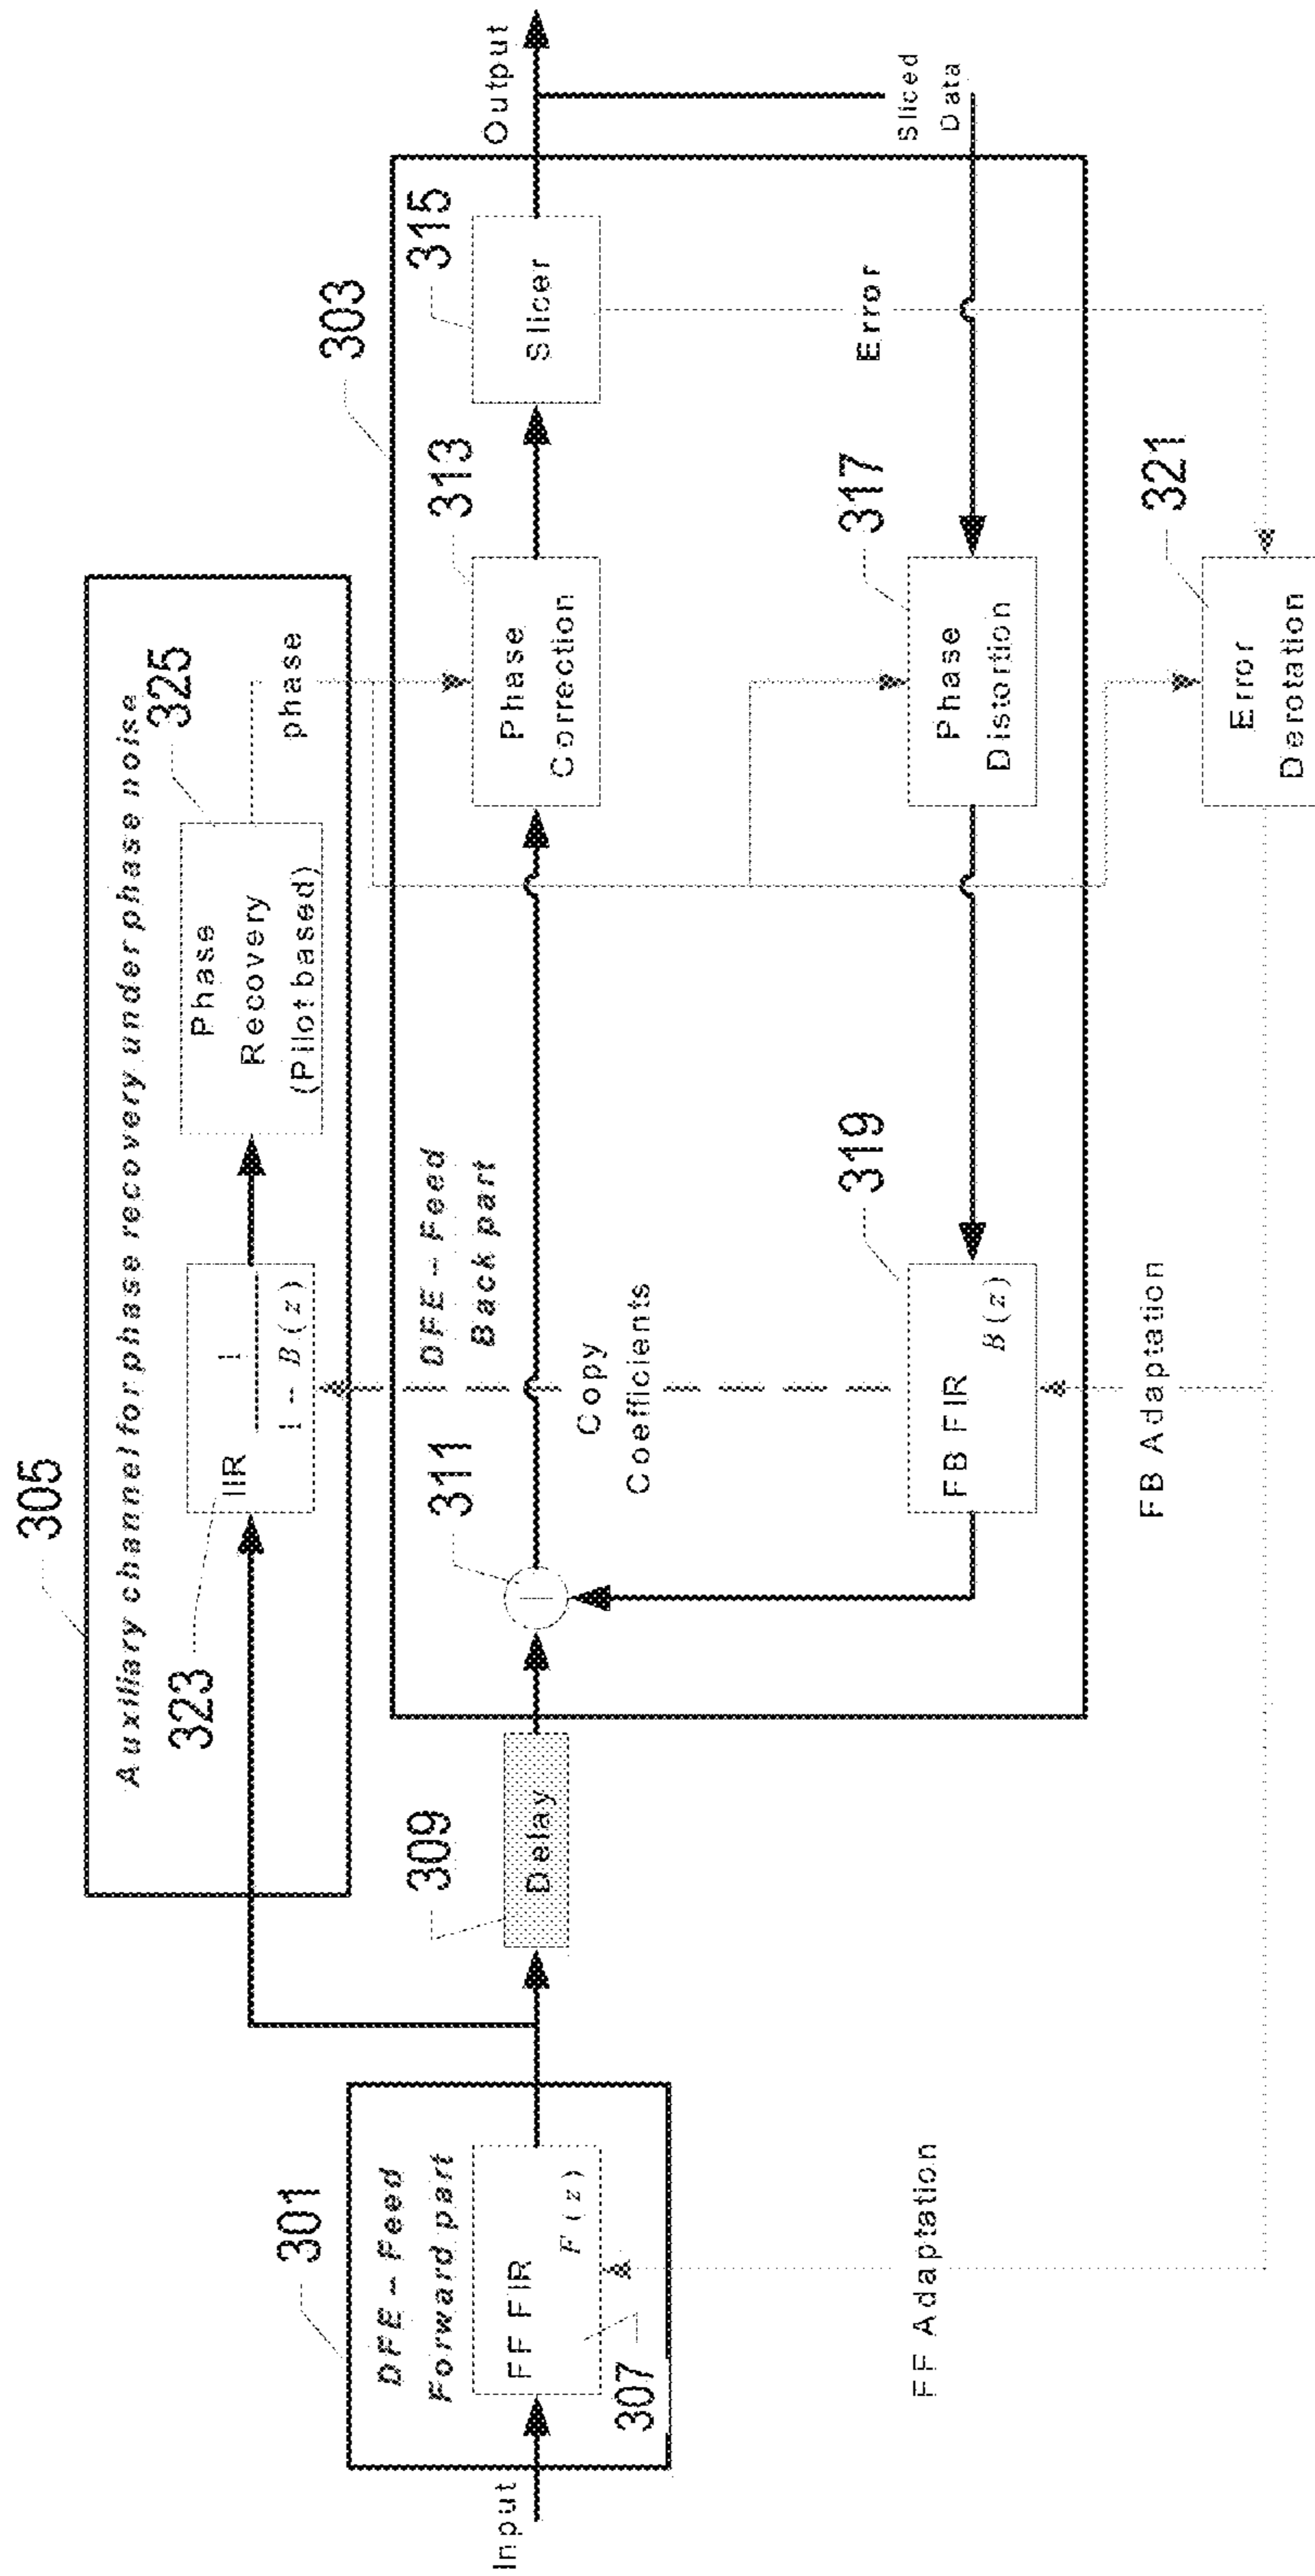 305
Auxiliary channel for phase recovery under phase noise
323
IIR
1
1 - B(z)
325
Phase
Recovery
(Pilot based)
phase
301
DFE - Feed
Forward part
FF FIR
F(z)
307
Input
309
Delay
303
DFE - Feed
Back part
311
313
Phase
Correction
315
Slicer
Output
Sliced
Data
Copy
Coefficients
Error
319
FB FIR
B(z)
317
Phase
Distortion
321
Error
Derotation
FF Adaptation
FB Adaptation